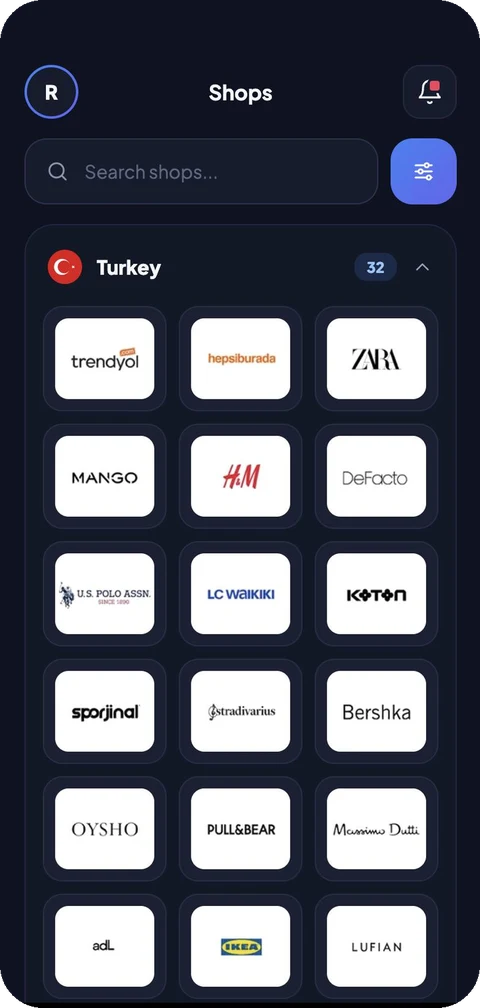 R
Shops
Search shops...
Turkey
32
trendyol
.com
hepsiburada
ZARA
MANGO
H&M
DeFacto
U.S. POLO ASSN.
SINCE 1890
LC WAIKIKI
KOTON
sporjinal
stradivarius
Bershka
OYSHO
PULL&BEAR
Massimo Dutti
adL
IKEA
LUFIAN